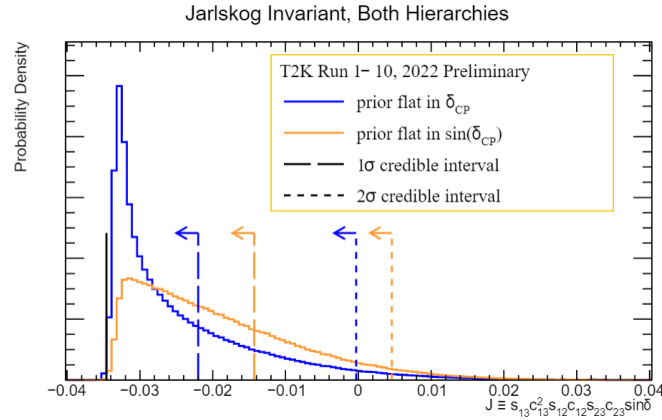 Jarlskog Invariant, Both Hierarchies
Probability Density
T2K Run 1– 10, 2022 Preliminary
prior flat in δCP
prior flat in sin(δCP)
1σ credible interval
2σ credible interval
−0.04 −0.03 −0.02 −0.01 0 0.01 0.02 0.03 0.04
J ≡ s13c²13s12c12s23c23sinδ